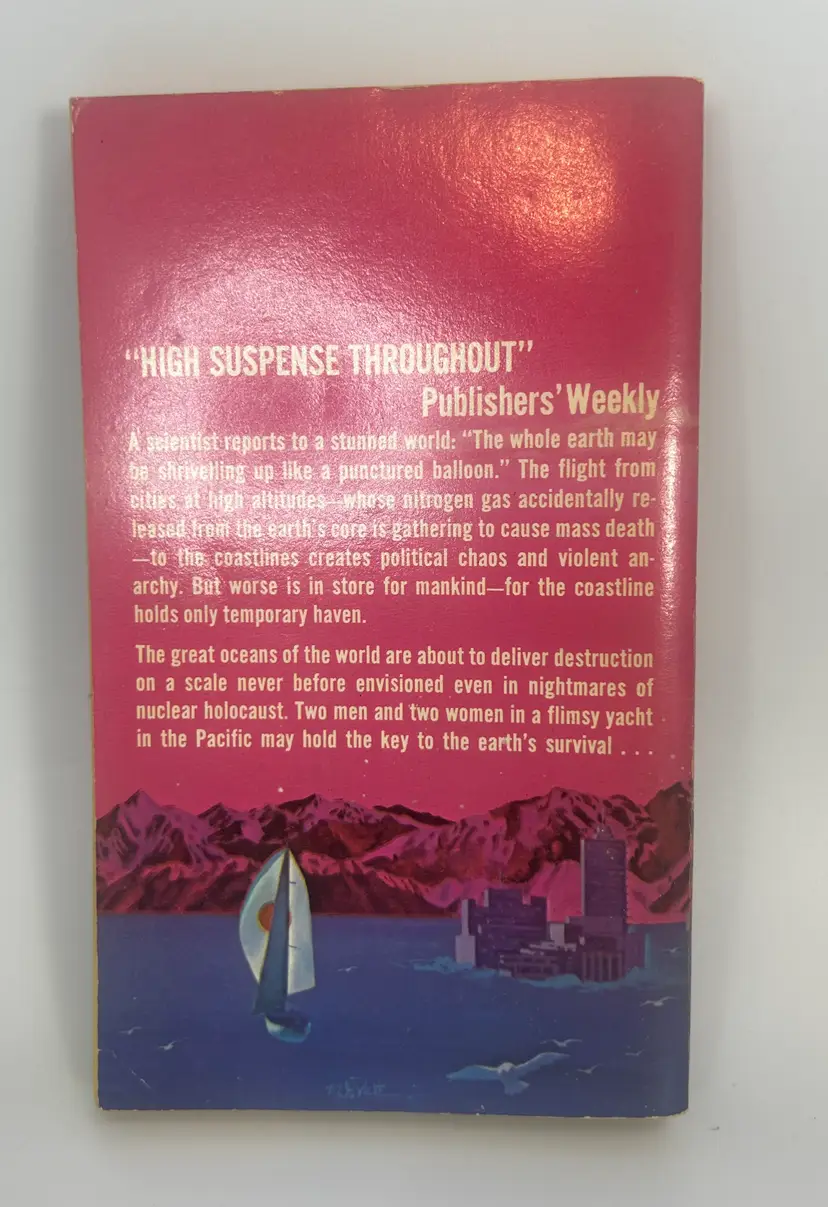 “HIGH SUSPENSE THROUGHOUT”
Publishers’ Weekly
A scientist reports to a stunned world: “The whole earth may
be shrivelling up like a punctured balloon.” The flight from
cities at high altitudes—whose nitrogen gas accidentally re-
leased from the earth’s core is gathering to cause mass death
—to the coastlines creates political chaos and violent an-
archy. But worse is in store for mankind—for the coastline
holds only temporary haven.
The great oceans of the world are about to deliver destruction
on a scale never before envisioned even in nightmares of
nuclear holocaust. Two men and two women in a flimsy yacht
in the Pacific may hold the key to the earth’s survival . . .